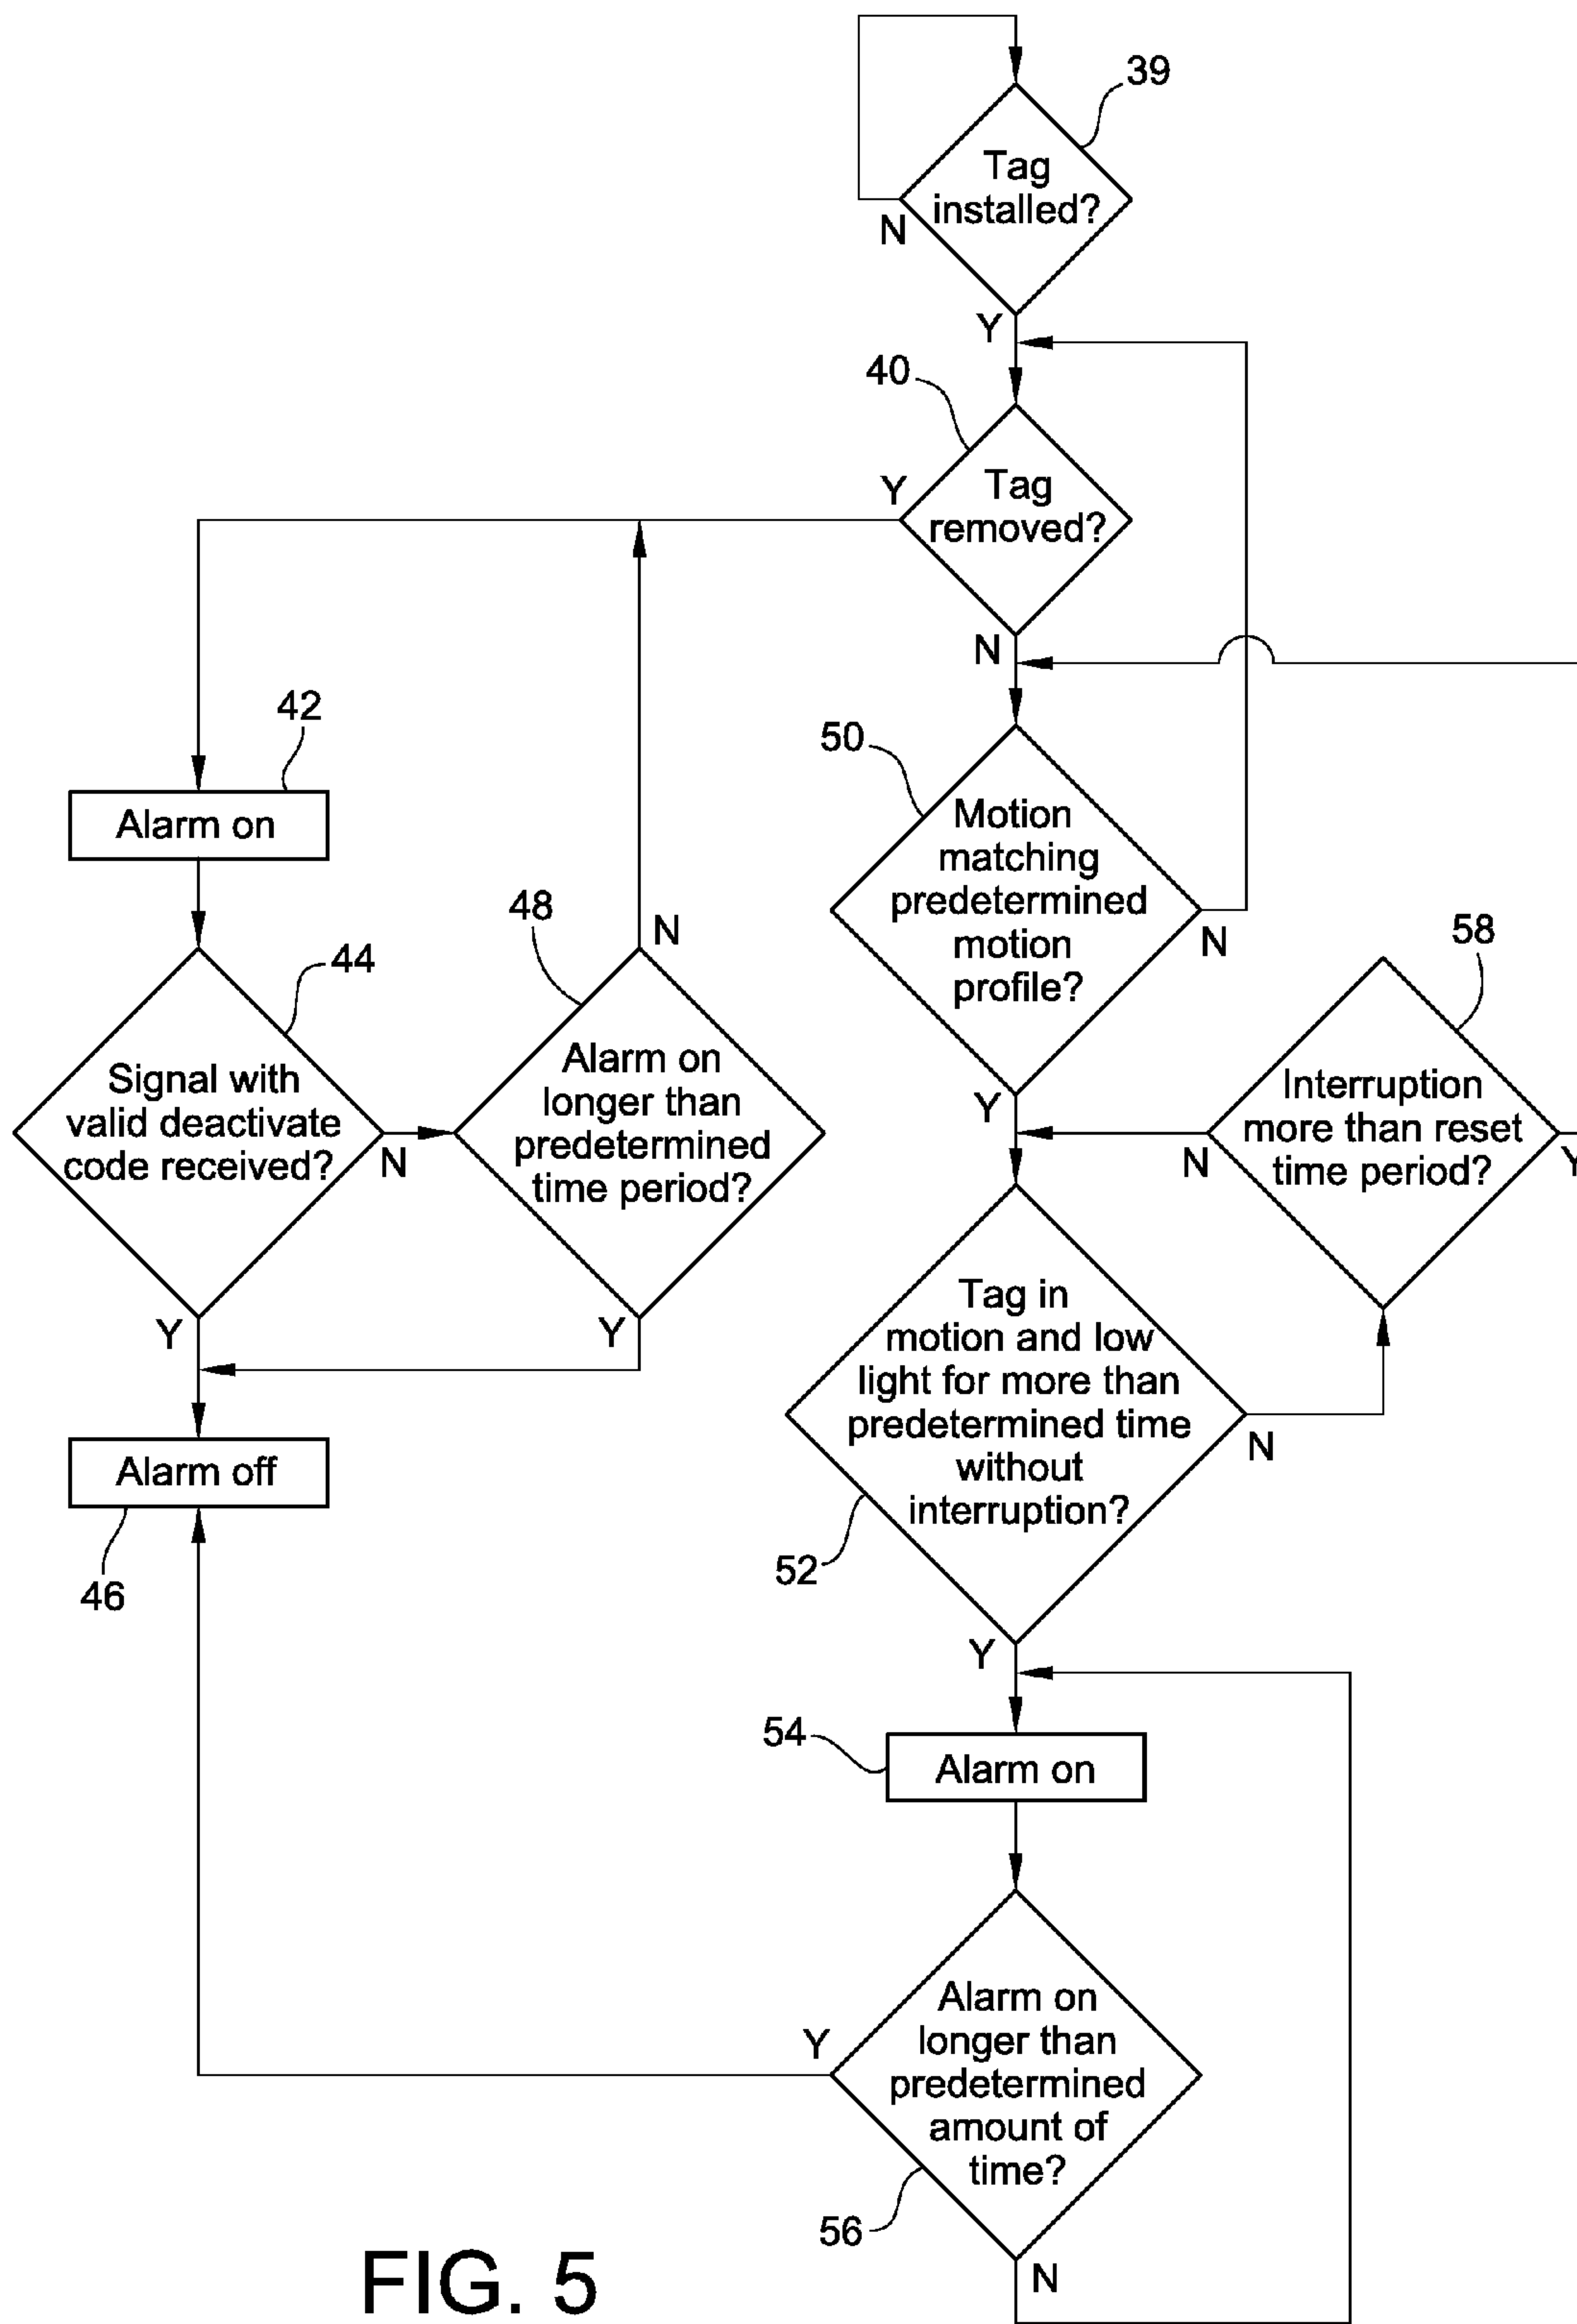 39
Tag
installed?
N
Y
40
Y
Tag
removed?
N
42
Alarm on
50
Motion
matching
predetermined
motion
profile?
N
Y
44
Signal with
valid deactivate
code received?
N
Y
48
N
Alarm on
longer than
predetermined
time period?
Y
58
Interruption
more than reset
time period?
N
Y
Alarm off
46
Tag in
motion and low
light for more than
predetermined time
without
interruption?
N
52
Y
54
Alarm on
Y
Alarm on
longer than
predetermined
amount of
time?
56
N
FIG. 5